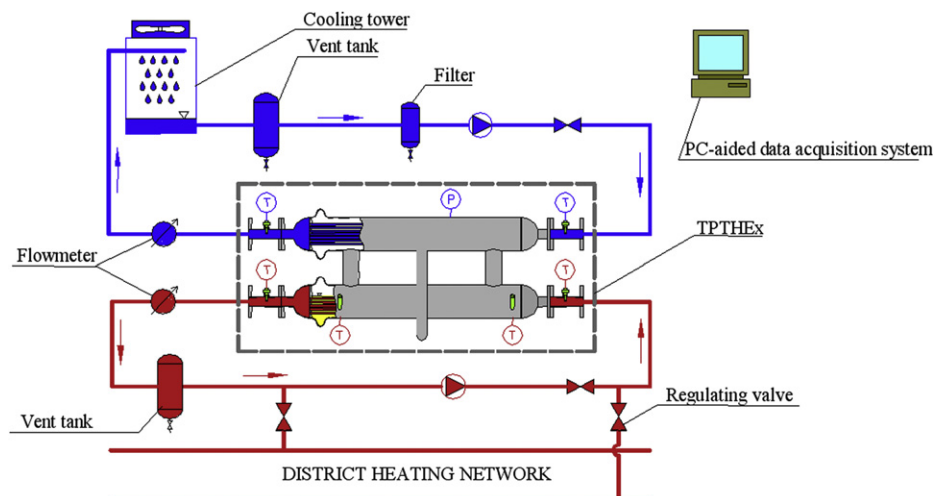 Cooling tower
Vent tank
Filter
PC-aided data acquisition system
T
P
T
TPTHEx
Flowmeter
T
T
T
T
Regulating valve
Vent tank
DISTRICT HEATING NETWORK